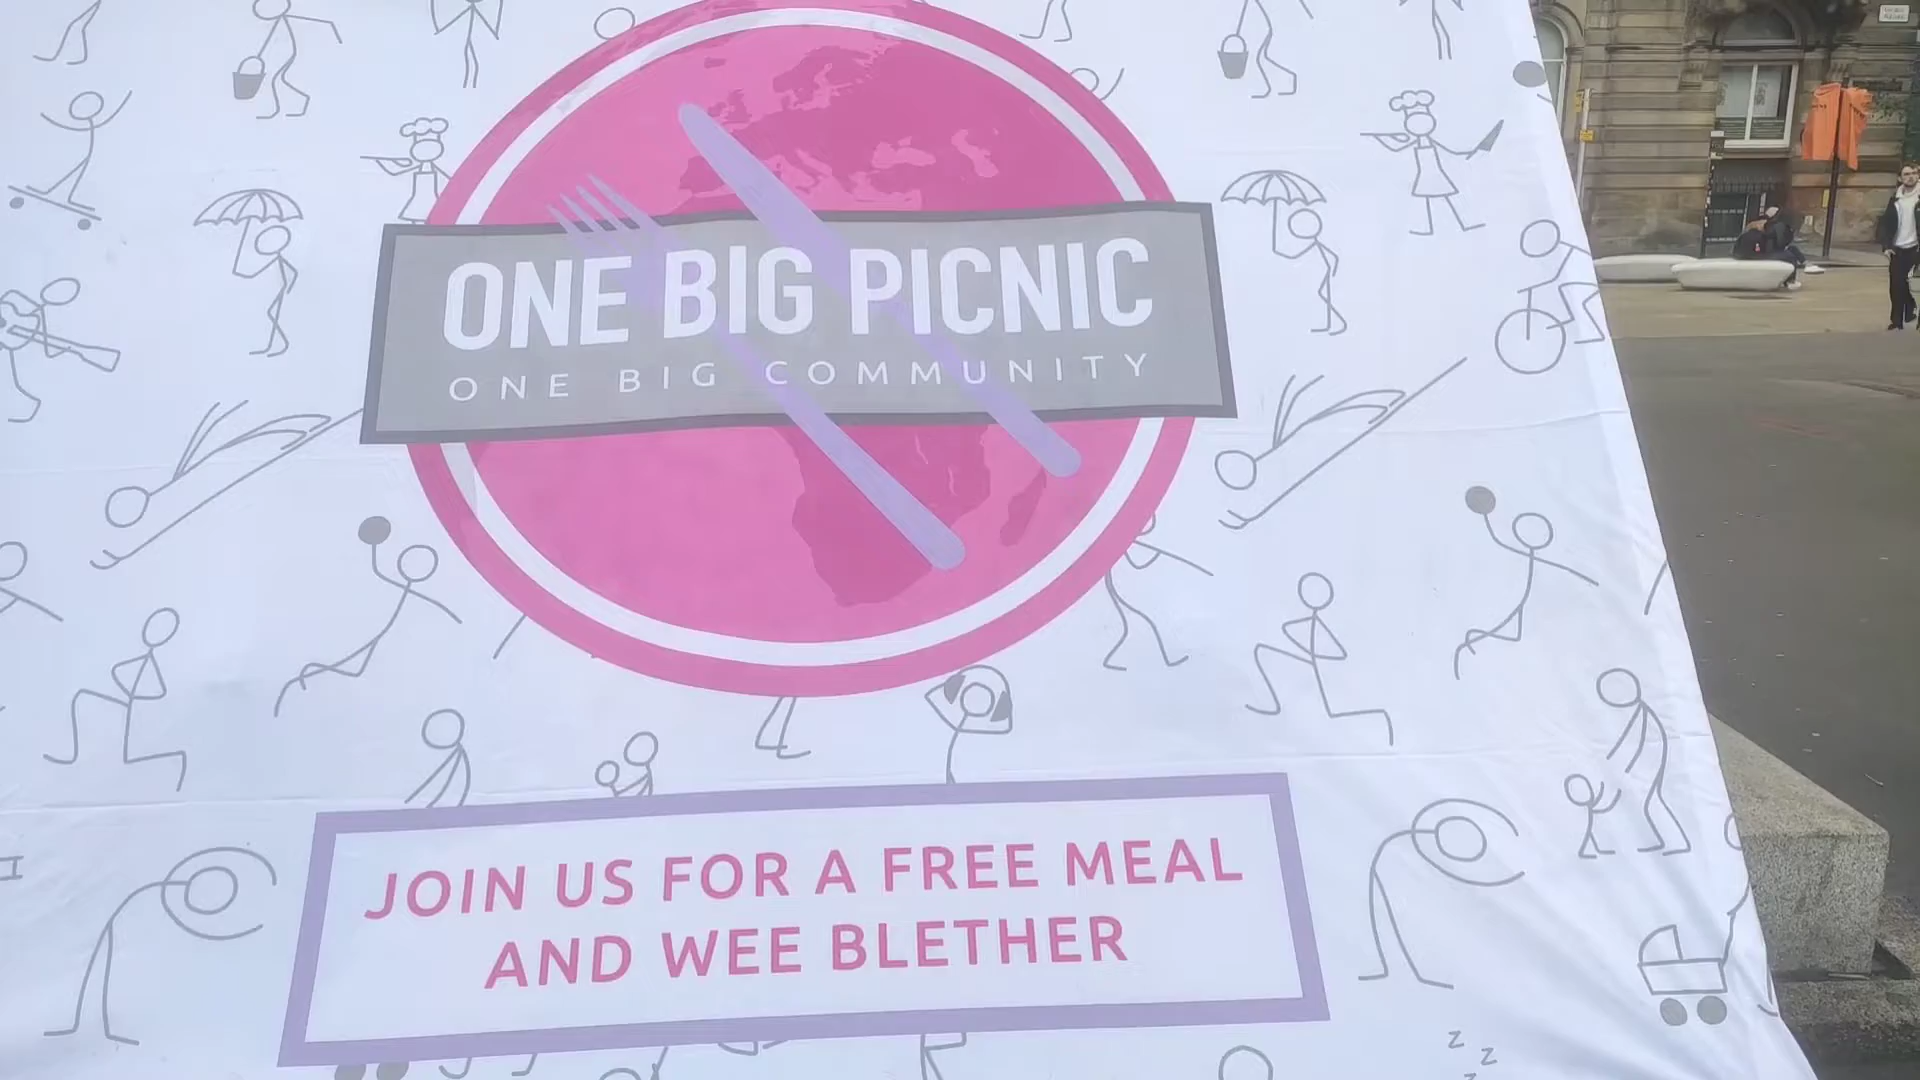 ONE BIG PICNIC
ONE BIG COMMUNITY
JOIN US FOR A FREE MEAL
AND WEE BLETHER
z
z
z